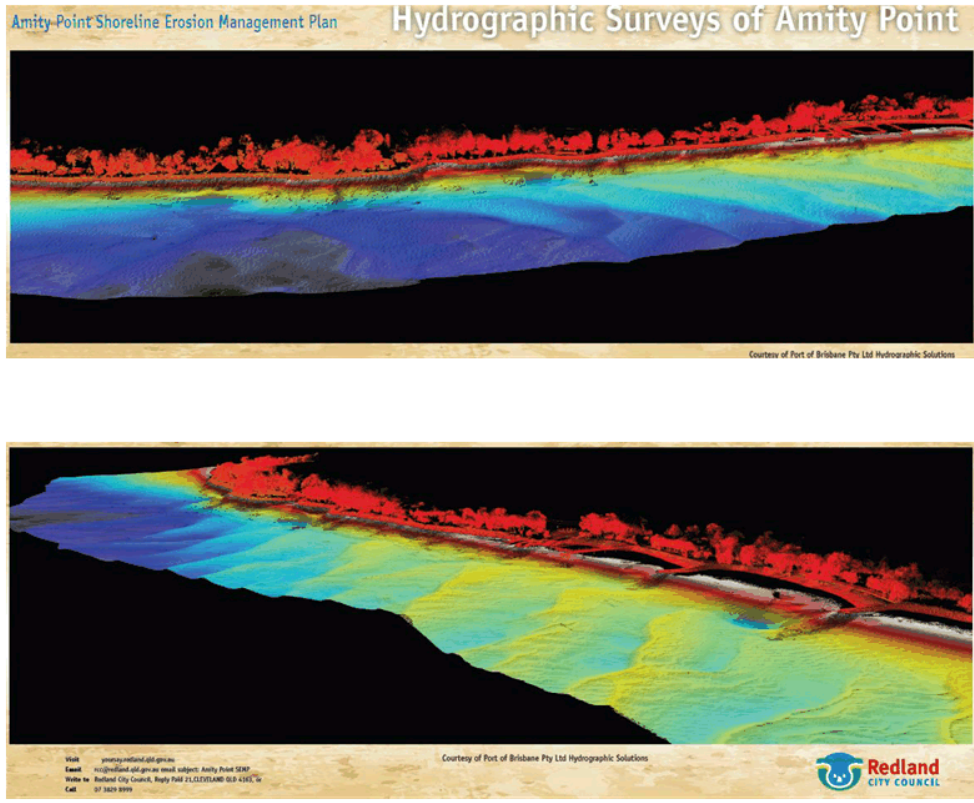 Amity Point Shoreline Erosion Management Plan
Hydrographic Surveys of Amity Point
Courtesy of Port of Brisbane Pty Ltd Hydrographic Solutions
Visit yoursay.redland.qld.gov.au
Email rcc@redland.qld.gov.au email subject: Amity Point SEMP
Write to Redland City Council, Reply Paid 21, CLEVELAND QLD 4163, or
Call 07 3829 8999
Courtesy of Port of Brisbane Pty Ltd Hydrographic Solutions
Redland
CITY COUNCIL